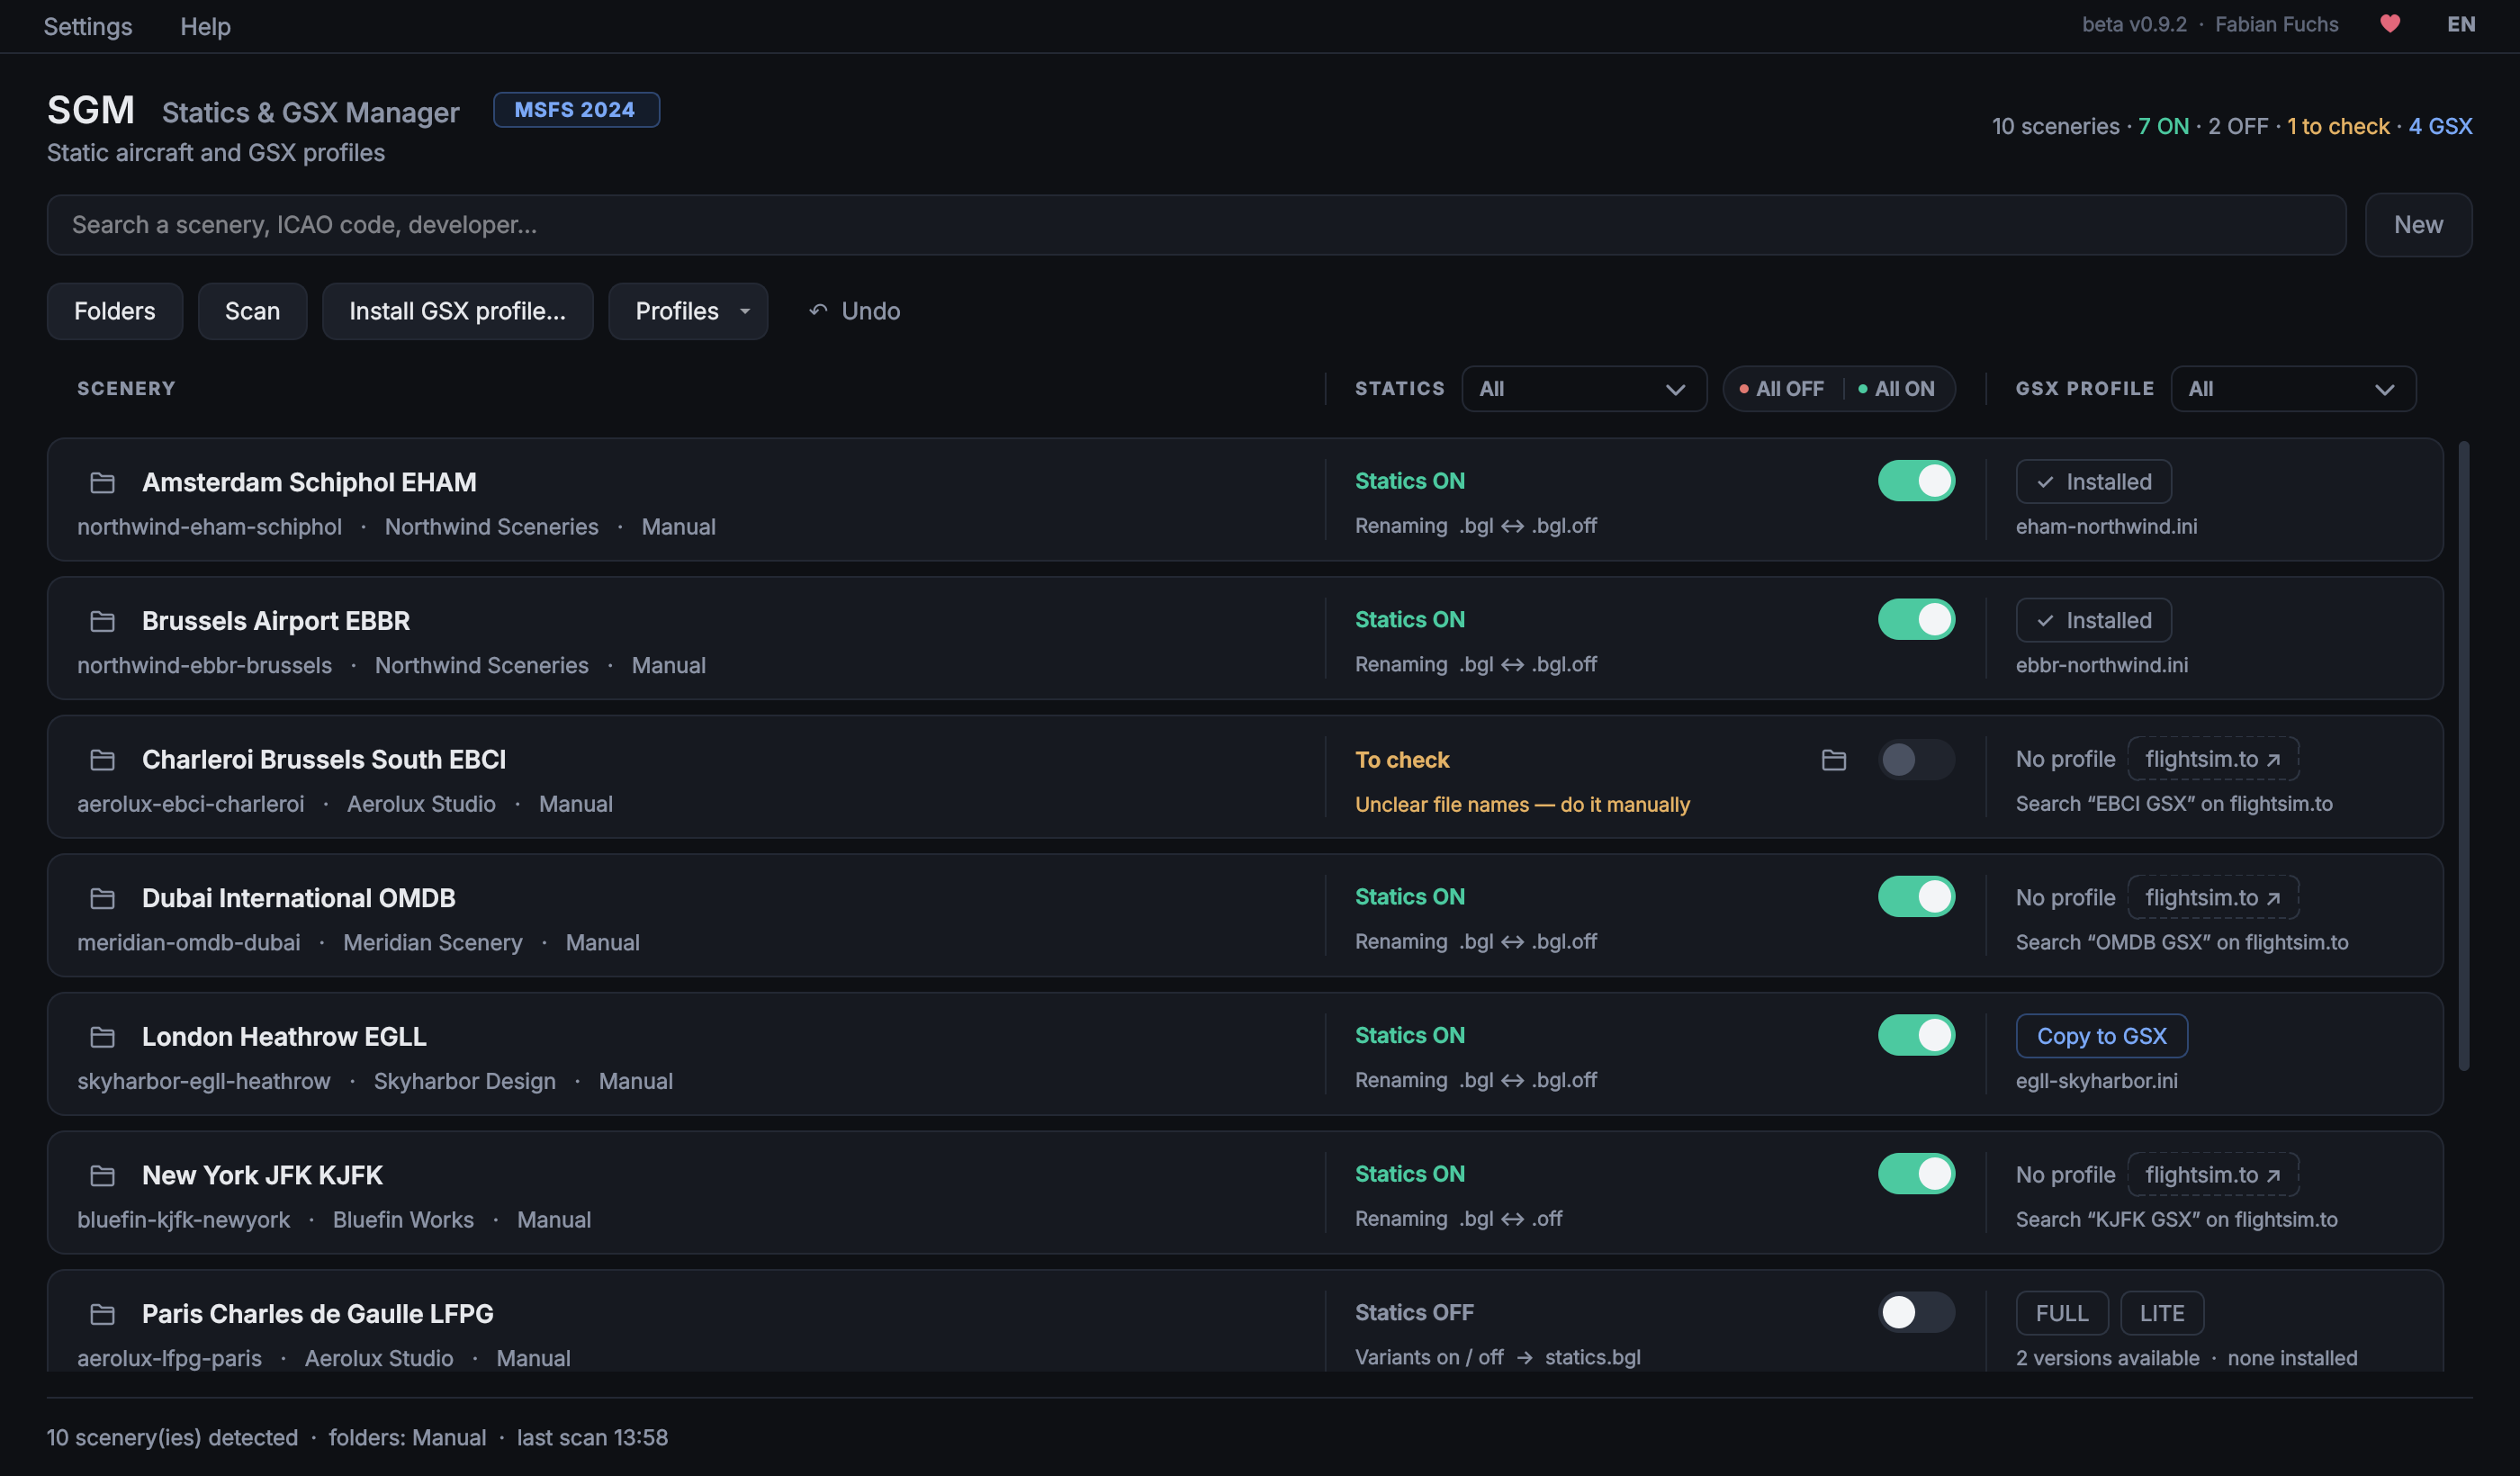 Settings Help beta v0.9.2 · Fabian Fuchs EN
SGM Statics & GSX Manager MSFS 2024
Static aircraft and GSX profiles
10 sceneries · 7 ON · 2 OFF · 1 to check · 4 GSX
Search a scenery, ICAO code, developer... New
Folders Scan Install GSX profile... Profiles Undo
SCENERY STATICS All All OFF All ON GSX PROFILE All
Amsterdam Schiphol EHAM Statics ON ✓ Installed
northwind-eham-schiphol · Northwind Sceneries · Manual Renaming .bgl ↔ .bgl.off eham-northwind.ini
Brussels Airport EBBR Statics ON ✓ Installed
northwind-ebbr-brussels · Northwind Sceneries · Manual Renaming .bgl ↔ .bgl.off ebbr-northwind.ini
Charleroi Brussels South EBCI To check No profile flightsim.to ↗
aerolux-ebci-charleroi · Aerolux Studio · Manual Unclear file names — do it manually Search “EBCI GSX” on flightsim.to
Dubai International OMDB Statics ON No profile flightsim.to ↗
meridian-omdb-dubai · Meridian Scenery · Manual Renaming .bgl ↔ .bgl.off Search “OMDB GSX” on flightsim.to
London Heathrow EGLL Statics ON Copy to GSX
skyharbor-egll-heathrow · Skyharbor Design · Manual Renaming .bgl ↔ .bgl.off egll-skyharbor.ini
New York JFK KJFK Statics ON No profile flightsim.to ↗
bluefin-kjfk-newyork · Bluefin Works · Manual Renaming .bgl ↔ .off Search “KJFK GSX” on flightsim.to
Paris Charles de Gaulle LFPG Statics OFF FULL LITE
aerolux-lfpg-paris · Aerolux Studio · Manual Variants on / off → statics.bgl 2 versions available · none installed
10 scenery(ies) detected · folders: Manual · last scan 13:58